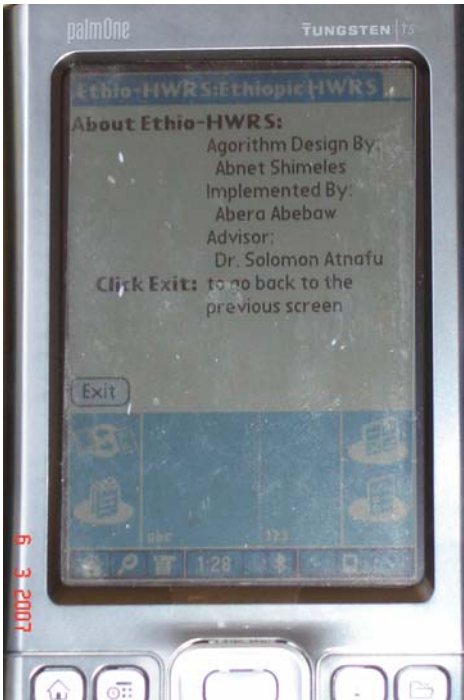 palmOne
TUNGSTEN T5
Ethio-HWRS:Ethiopic HWRS
About Ethio-HWRS:
Agorithm Design By:
Abnet Shimeles
Implemented By:
Abera Abebaw
Advisor:
Dr. Solomon Atnafu
Click Exit: to go back to the
previous screen
Exit
abc 123
1:28
6 3 2007